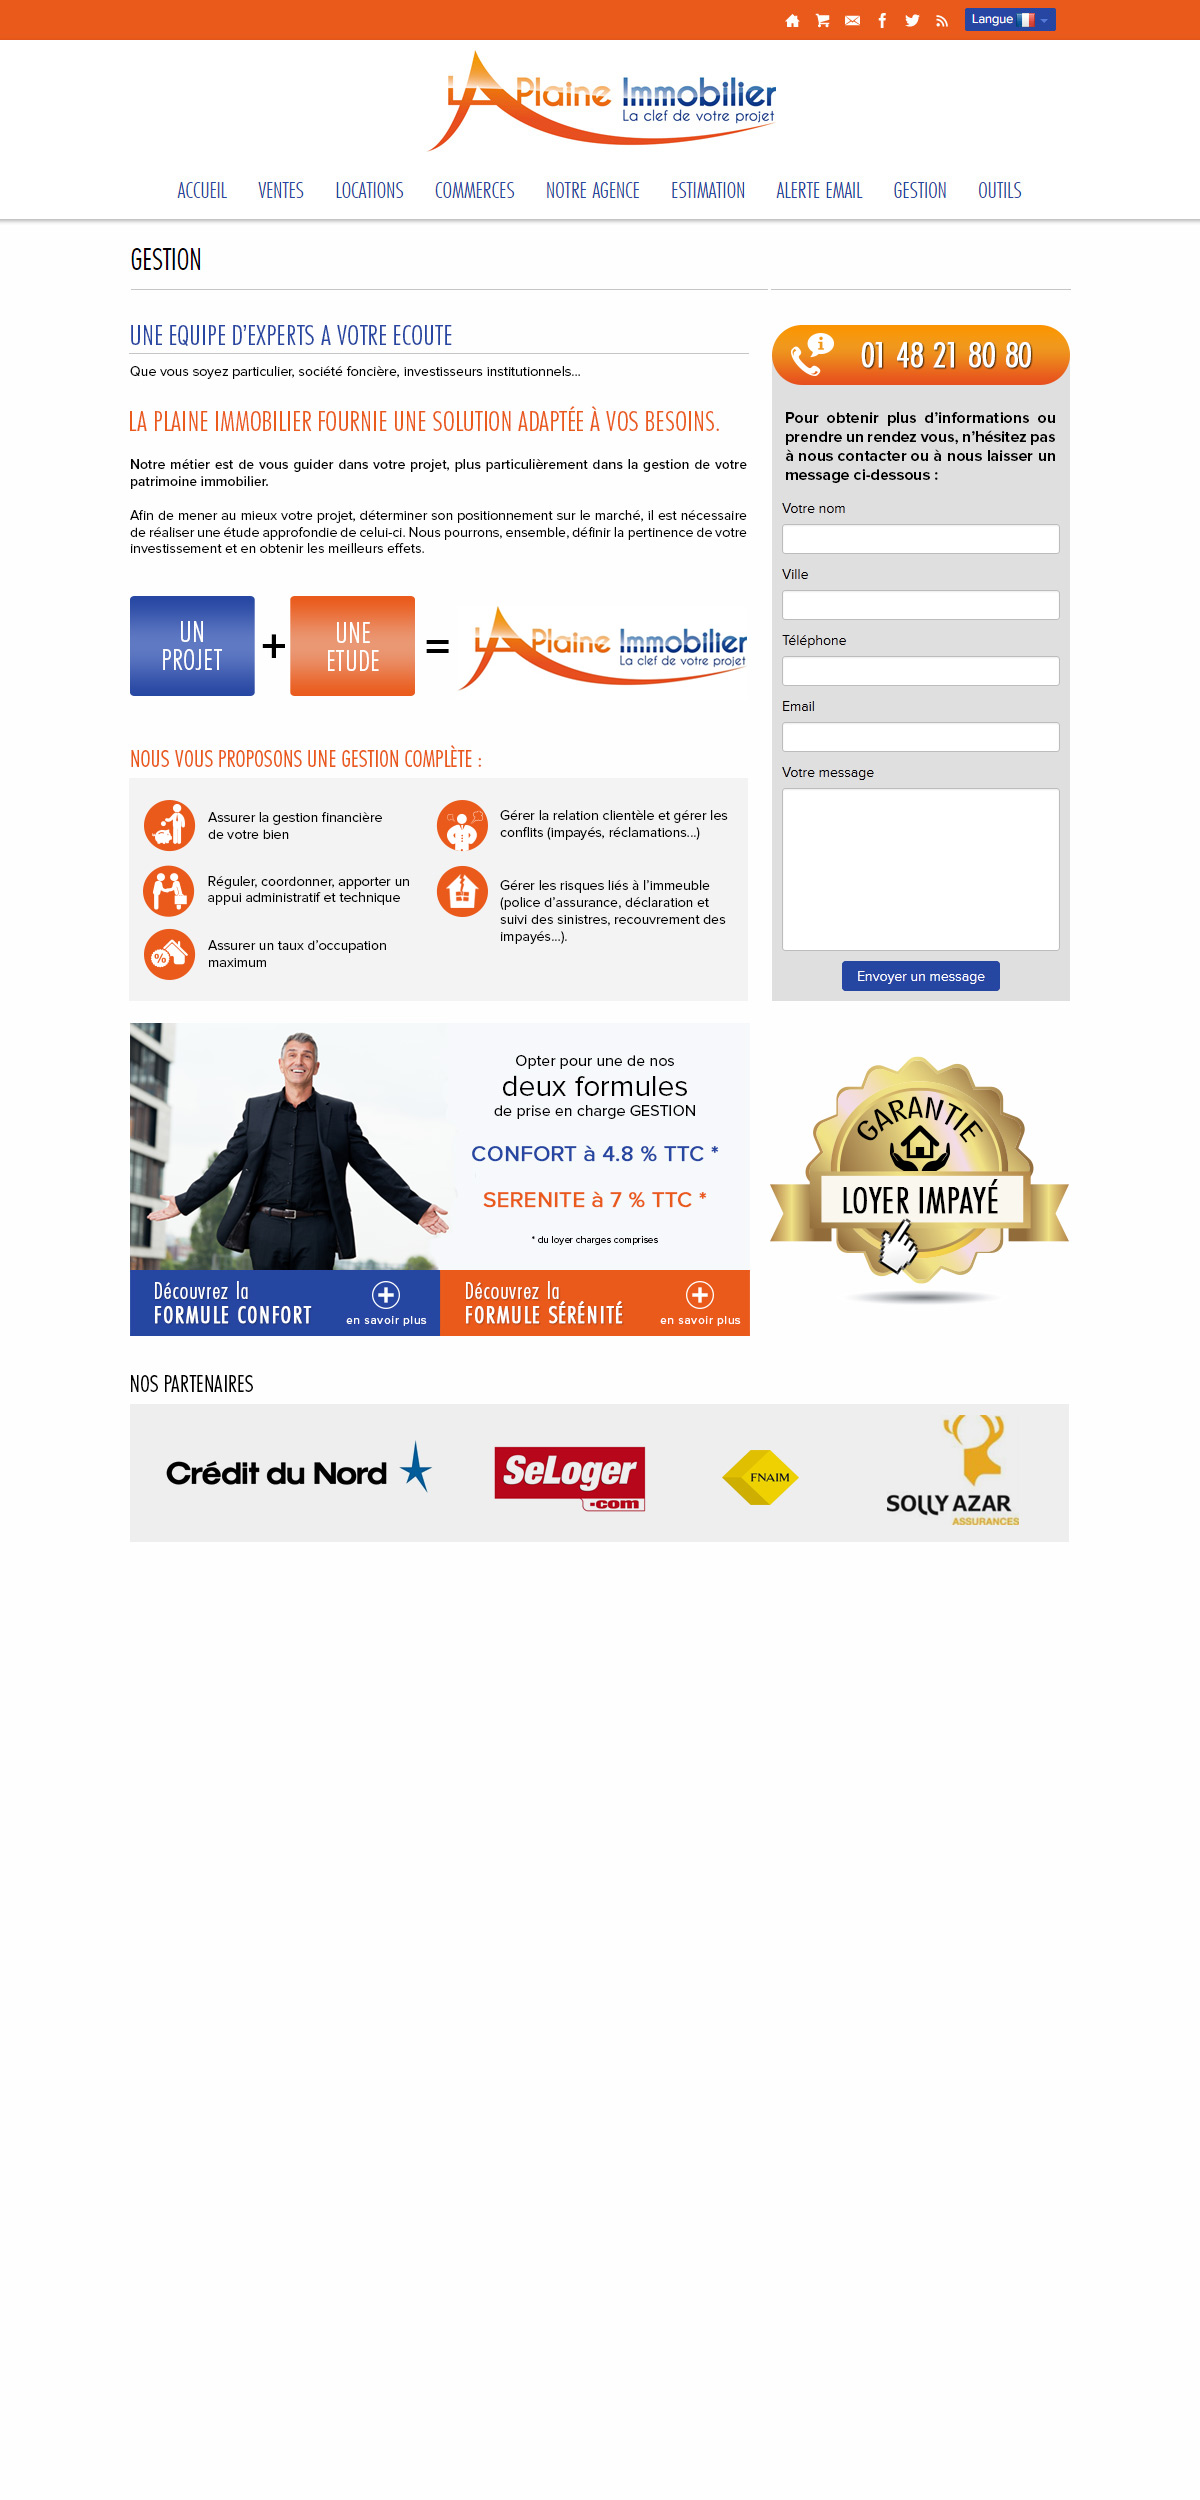 Langue
LA Plaine Immobilier
La clef de votre projet
ACCUEIL VENTES LOCATIONS COMMERCES NOTRE AGENCE ESTIMATION ALERTE EMAIL GESTION OUTILS
GESTION
UNE EQUIPE D'EXPERTS A VOTRE ECOUTE
Que vous soyez particulier, société foncière, investisseurs institutionnels...
LA PLAINE IMMOBILIER FOURNIE UNE SOLUTION ADAPTÉE À VOS BESOINS.
Notre métier est de vous guider dans votre projet, plus particulièrement dans la gestion de votre
patrimoine immobilier.
Afin de mener au mieux votre projet, déterminer son positionnement sur le marché, il est nécessaire
de réaliser une étude approfondie de celui-ci. Nous pourrons, ensemble, définir la pertinence de votre
investissement et en obtenir les meilleurs effets.
UN
PROJET
+
UNE
ETUDE
=
LA Plaine Immobilier
La clef de votre projet
NOUS VOUS PROPOSONS UNE GESTION COMPLÈTE :
Assurer la gestion financière
de votre bien
Réguler, coordonner, apporter un
appui administratif et technique
%
Assurer un taux d'occupation
maximum
Gérer la relation clientèle et gérer les
conflits (impayés, réclamations...)
Gérer les risques liés à l'immeuble
(police d'assurance, déclaration et
suivi des sinistres, recouvrement des
impayés...).
01 48 21 80 80
Pour obtenir plus d'informations ou
prendre un rendez vous, n'hésitez pas
à nous contacter ou à nous laisser un
message ci-dessous :
Votre nom
Ville
Téléphone
Email
Votre message
Envoyer un message
Opter pour une de nos
deux formules
de prise en charge GESTION
CONFORT à 4.8 % TTC *
SERENITE à 7 % TTC *
* du loyer charges comprises
Découvrez la
FORMULE CONFORT
en savoir plus
Découvrez la
FORMULE SÉRÉNITÉ
en savoir plus
GARANTIE
LOYER IMPAYÉ
NOS PARTENAIRES
Crédit du Nord
SeLoger
.com
FNAIM
SOLLY AZAR
ASSURANCES